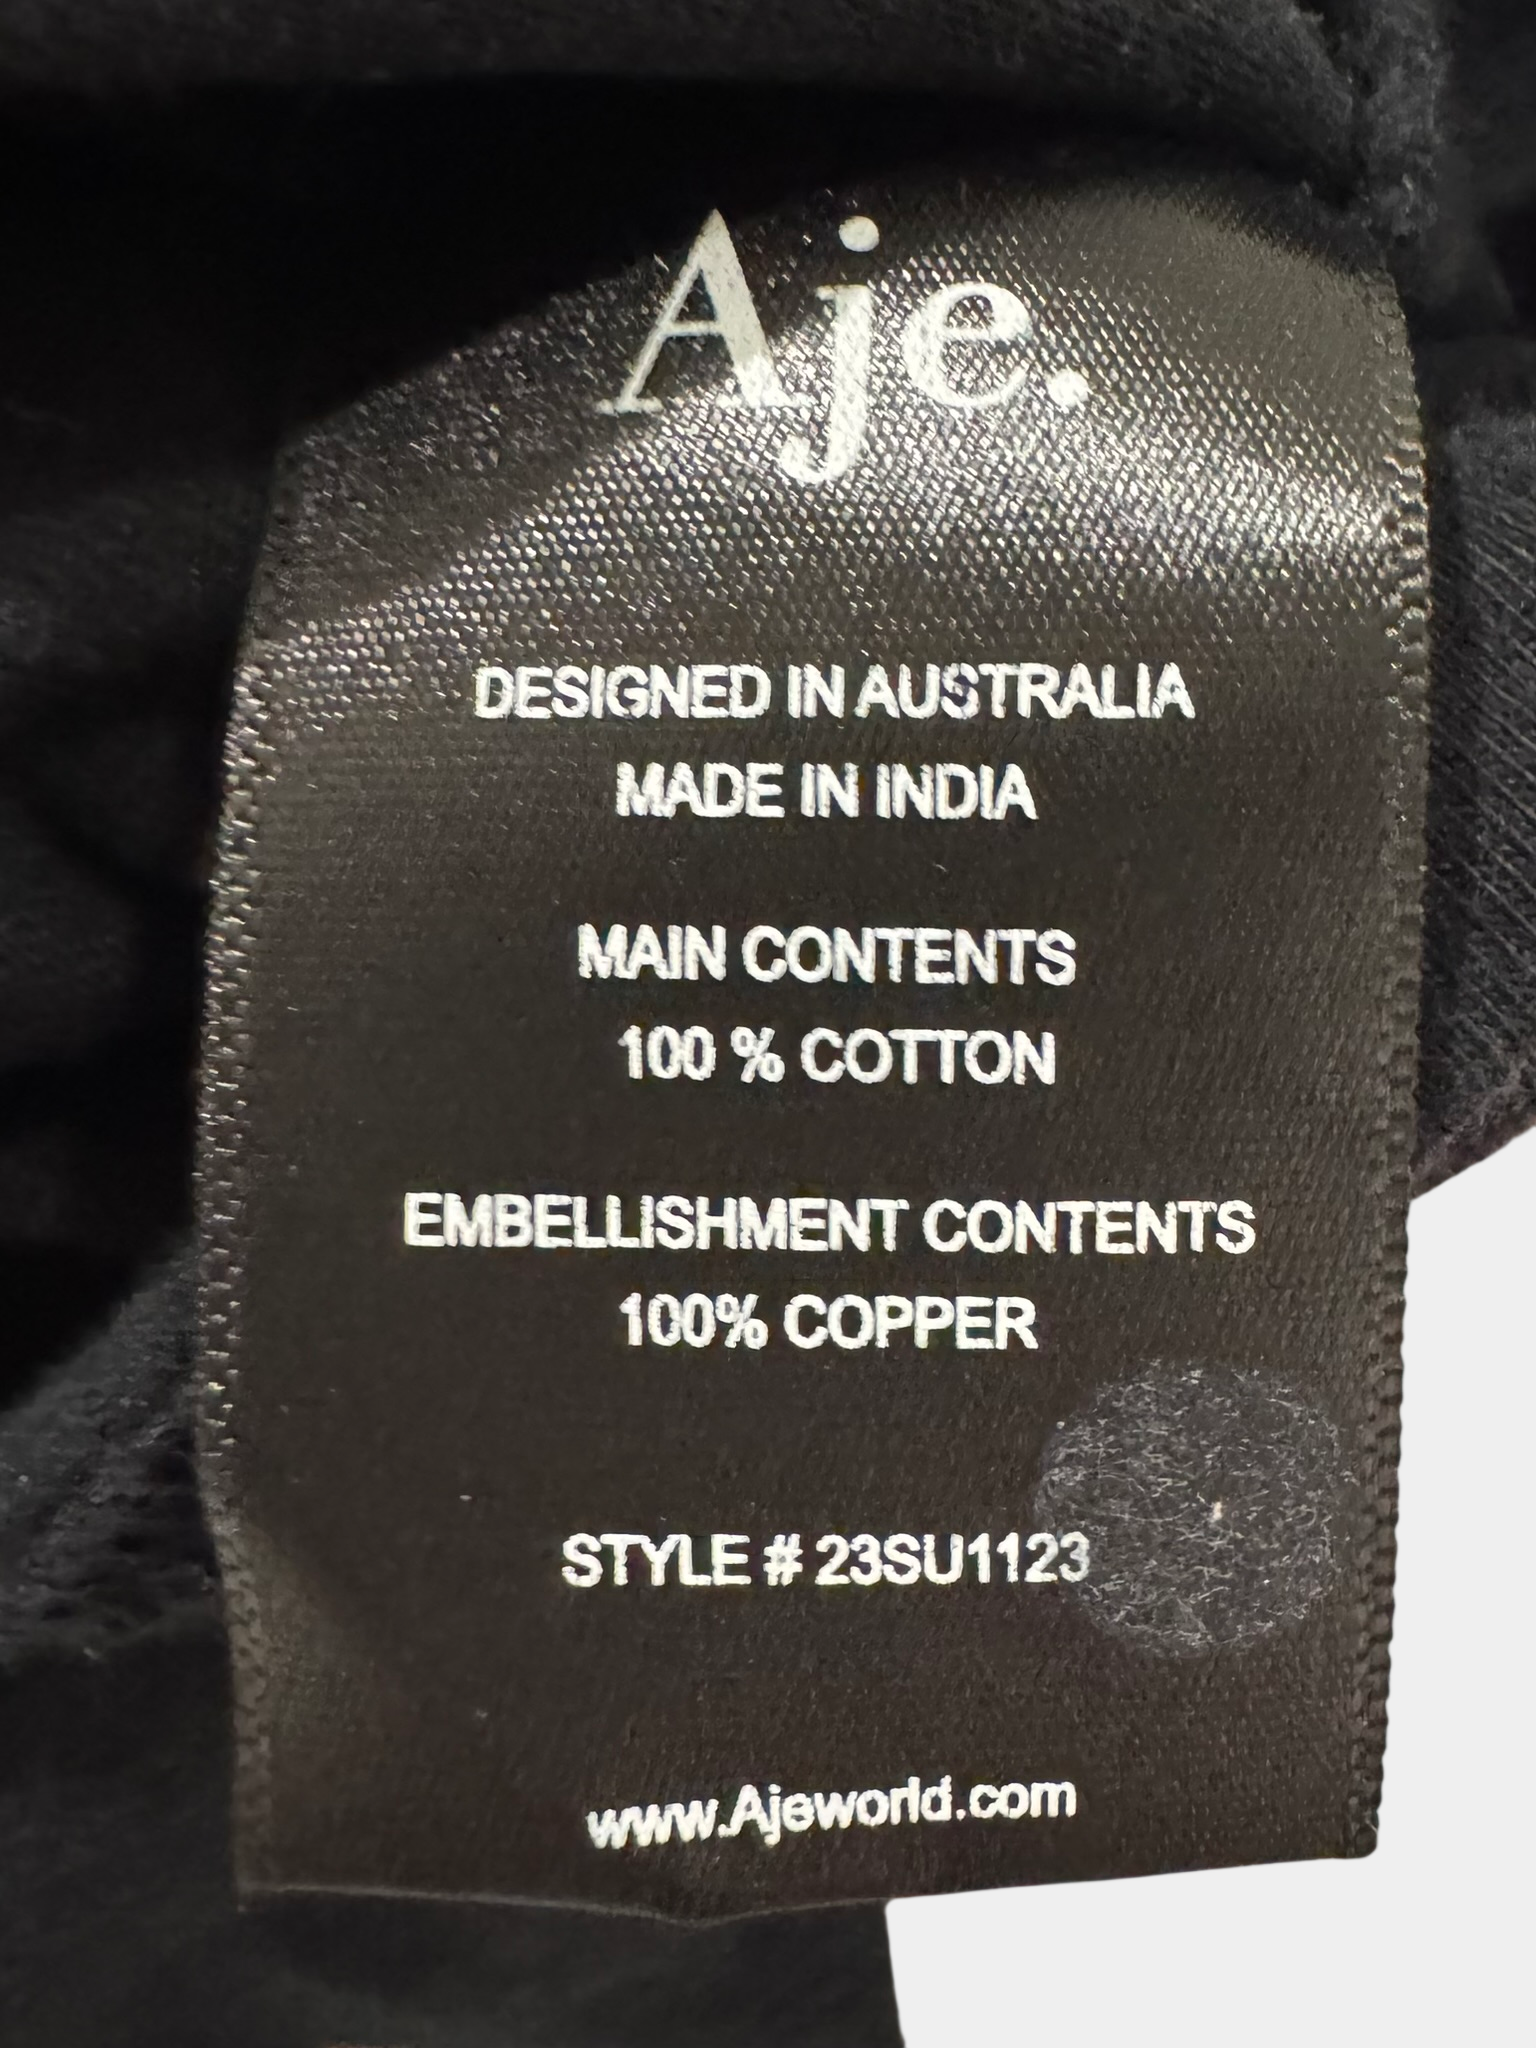 Aje.
DESIGNED IN AUSTRALIA
MADE IN INDIA
MAIN CONTENTS
100 % COTTON
EMBELLISHMENT CONTENTS
100% COPPER
STYLE # 23SU1123
www.Ajeworld.com